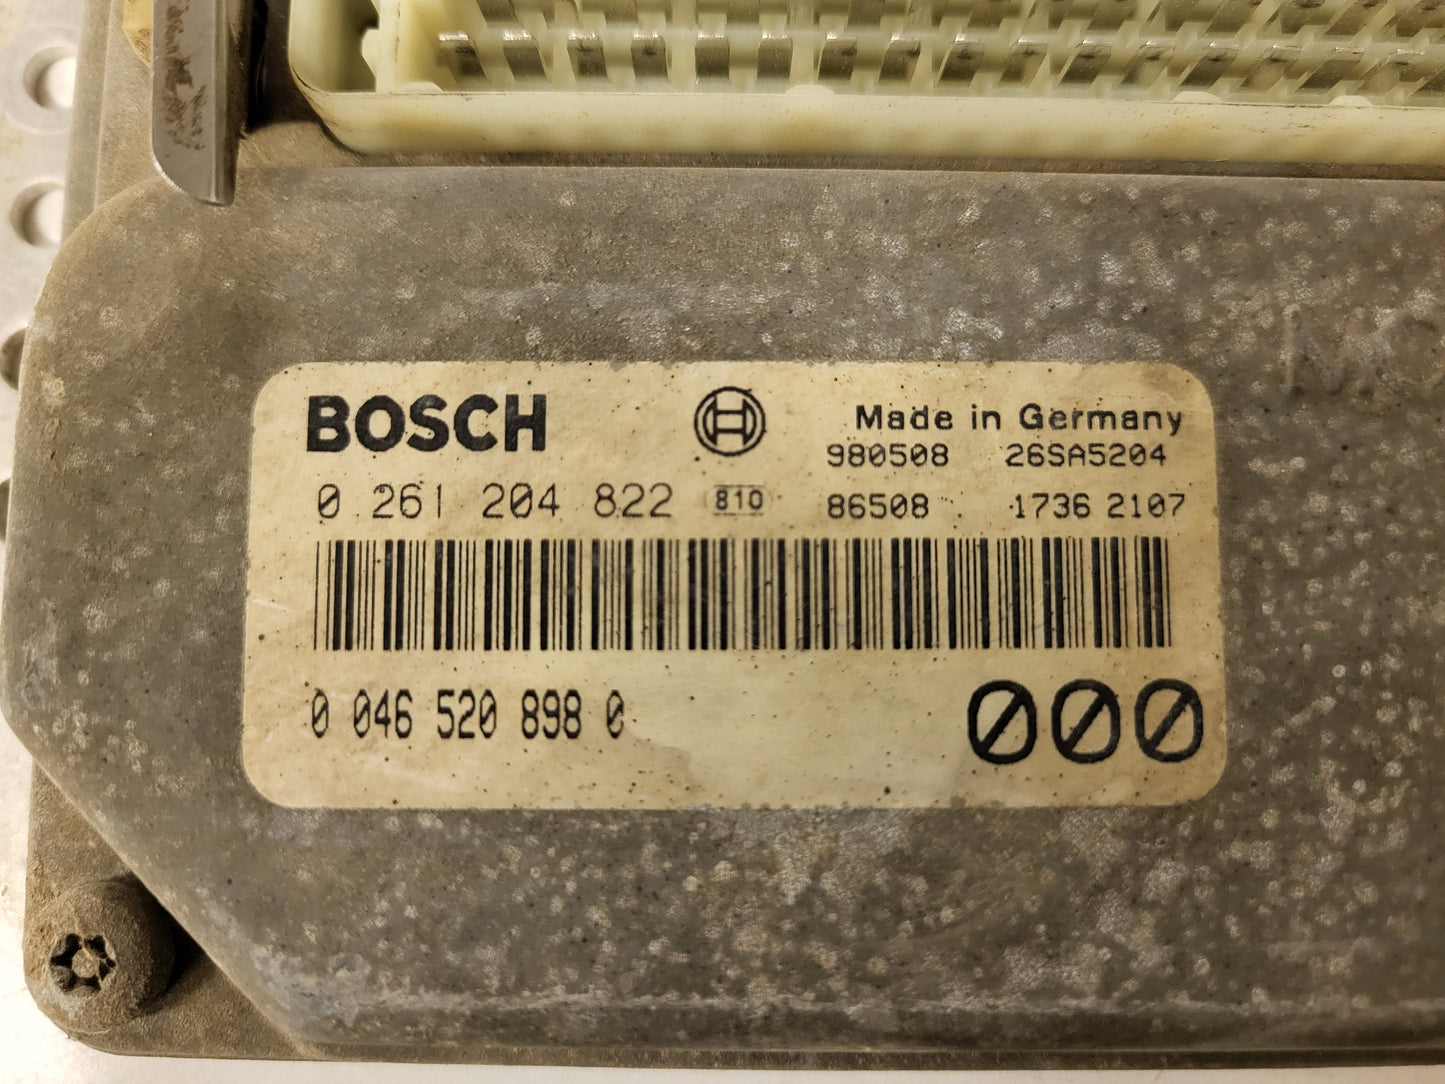 BOSCH
Made in Germany
980508 26SA5204
0 261 204 822 810 86508 1736 2107
0 046 520 898 0
000